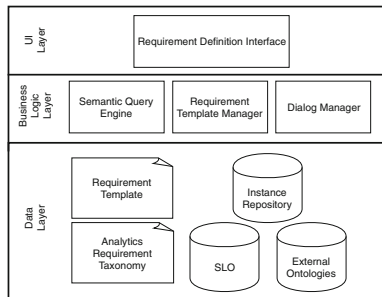 UI
Layer
Requirement Definition Interface
Business
Logic
Layer
Semantic Query
Engine
Requirement
Template Manager
Dialog Manager
Data
Layer
Requirement
Template
Instance
Repository
Analytics
Requirement
Taxonomy
SLO
External
Ontologies